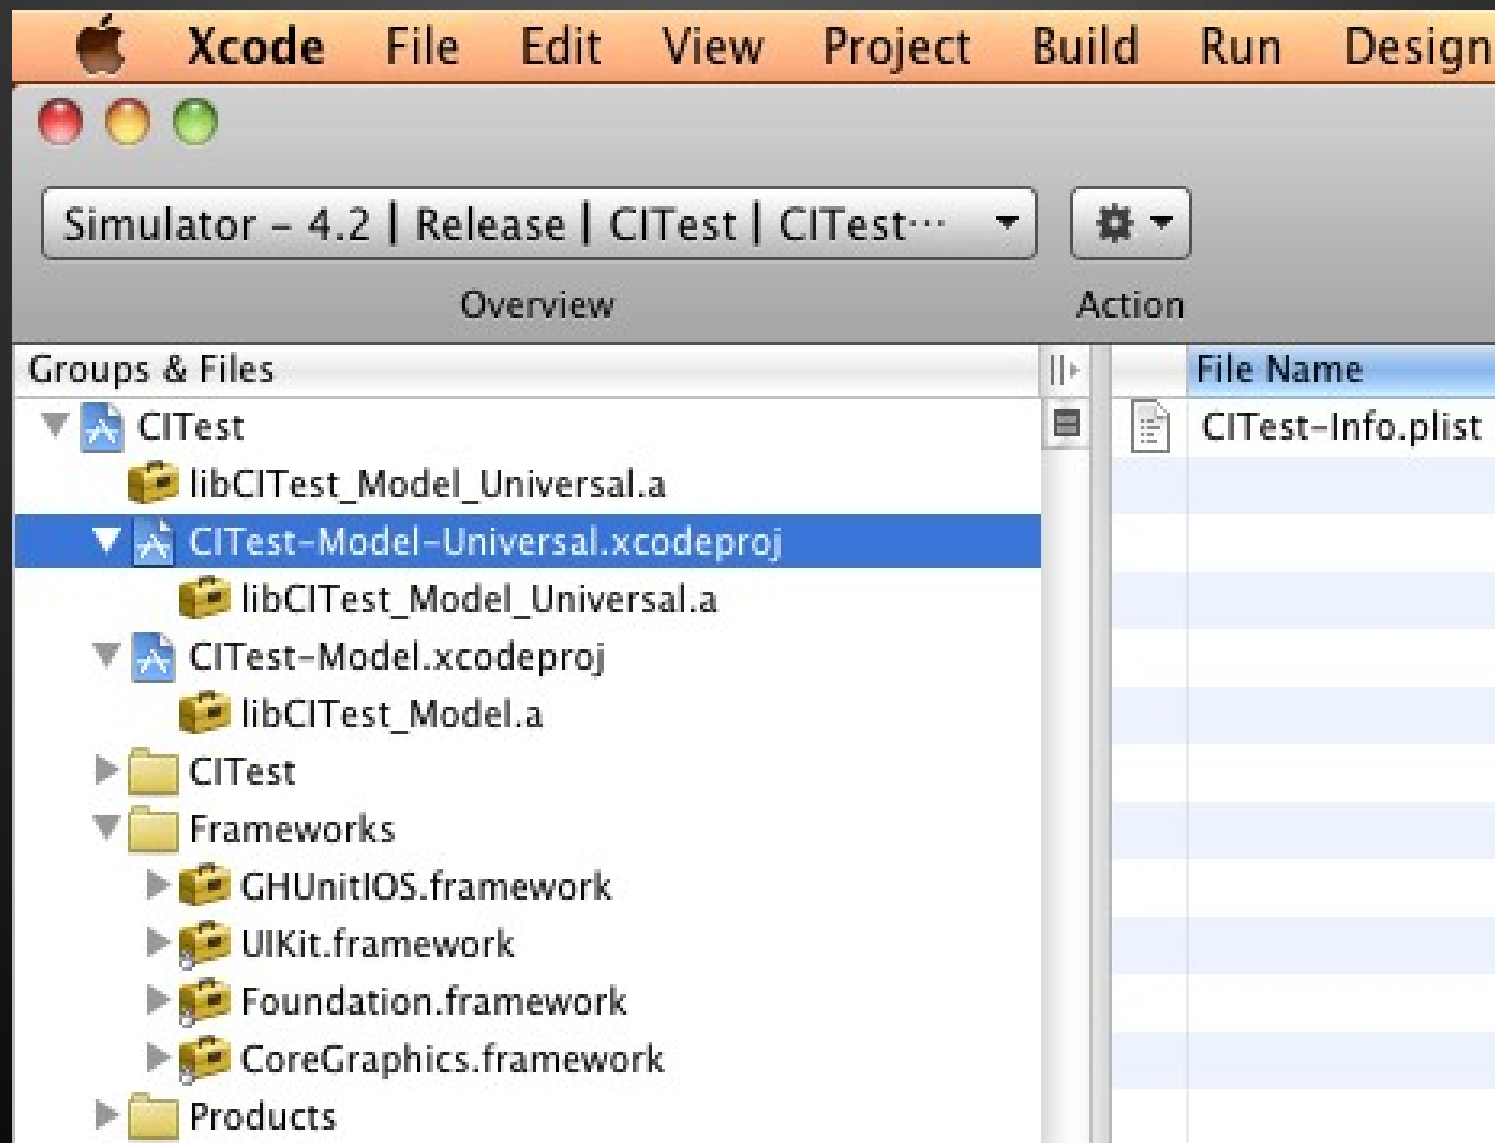 Xcode File Edit View Project Build Run Design
Simulator – 4.2 | Release | CITest | CITest···
Overview
Action
Groups & Files
File Name
CITest
CITest–Info.plist
libCITest_Model_Universal.a
CITest–Model–Universal.xcodeproj
libCITest_Model_Universal.a
CITest–Model.xcodeproj
libCITest_Model.a
CITest
Frameworks
GHUnitIOS.framework
UIKit.framework
Foundation.framework
CoreGraphics.framework
Products